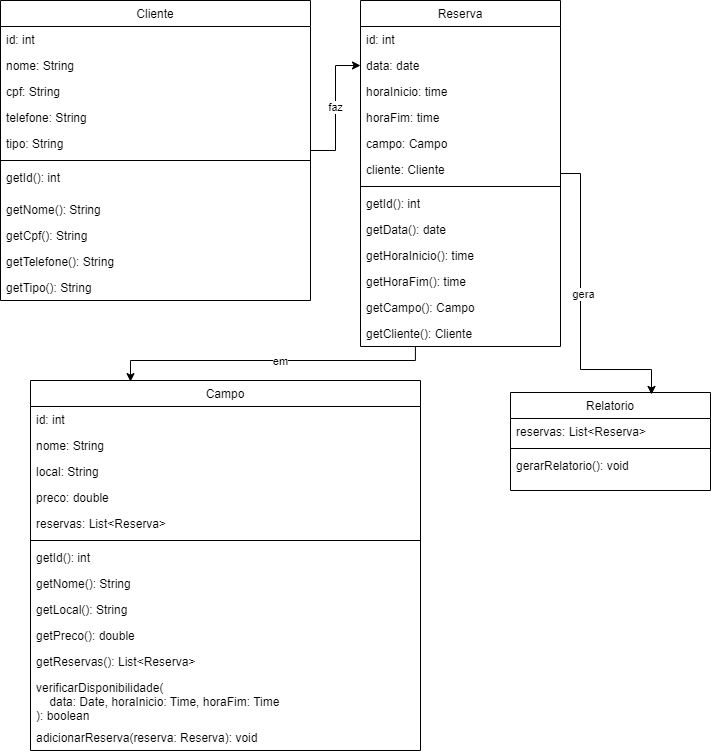 Cliente
id: int
nome: String
cpf: String
telefone: String
tipo: String
getId(): int
getNome(): String
getCpf(): String
getTelefone(): String
getTipo(): String
faz
Reserva
id: int
data: date
horaInicio: time
horaFim: time
campo: Campo
cliente: Cliente
getId(): int
getData(): date
getHoraInicio(): time
getHoraFim(): time
getCampo(): Campo
getCliente(): Cliente
gera
em
Campo
id: int
nome: String
local: String
preco: double
reservas: List<Reserva>
getId(): int
getNome(): String
getLocal(): String
getPreco(): double
getReservas(): List<Reserva>
verificarDisponibilidade(
data: Date, horaInicio: Time, horaFim: Time
): boolean
adicionarReserva(reserva: Reserva): void
Relatorio
reservas: List<Reserva>
gerarRelatorio(): void